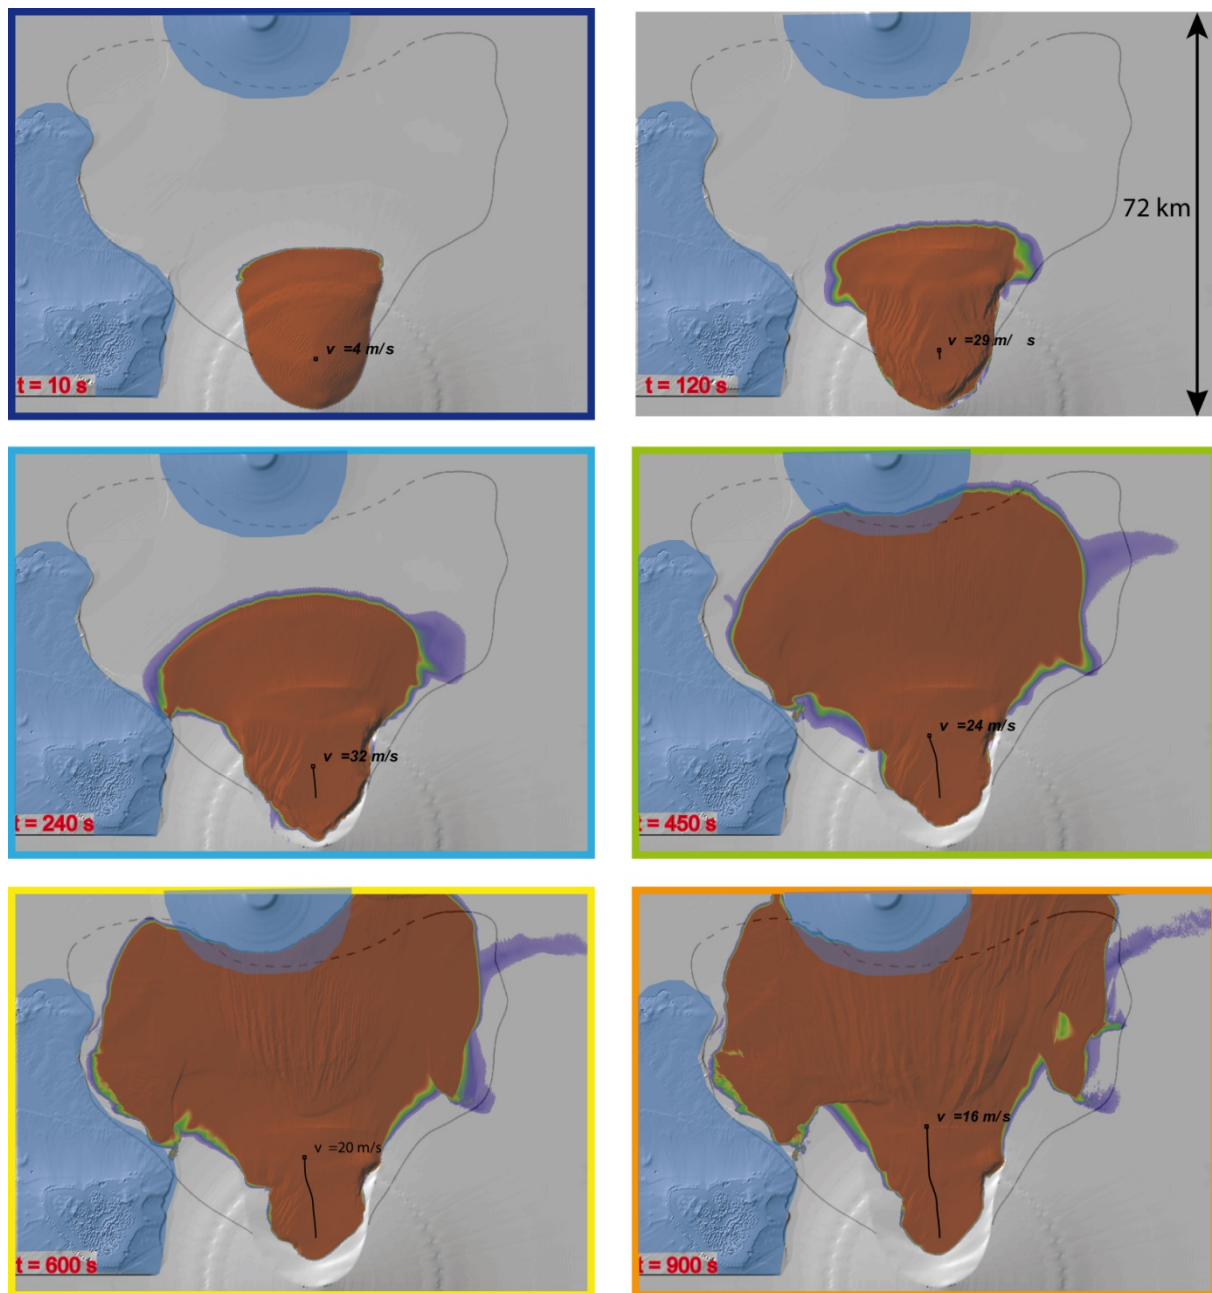 v =4 m/s
t = 10 s
72 km
v =29 m/ s
t = 120 s
v =32 m/s
t = 240 s
v =24 m/s
t = 450 s
v =20 m/s
t = 600 s
v =16 m/s
t = 900 s